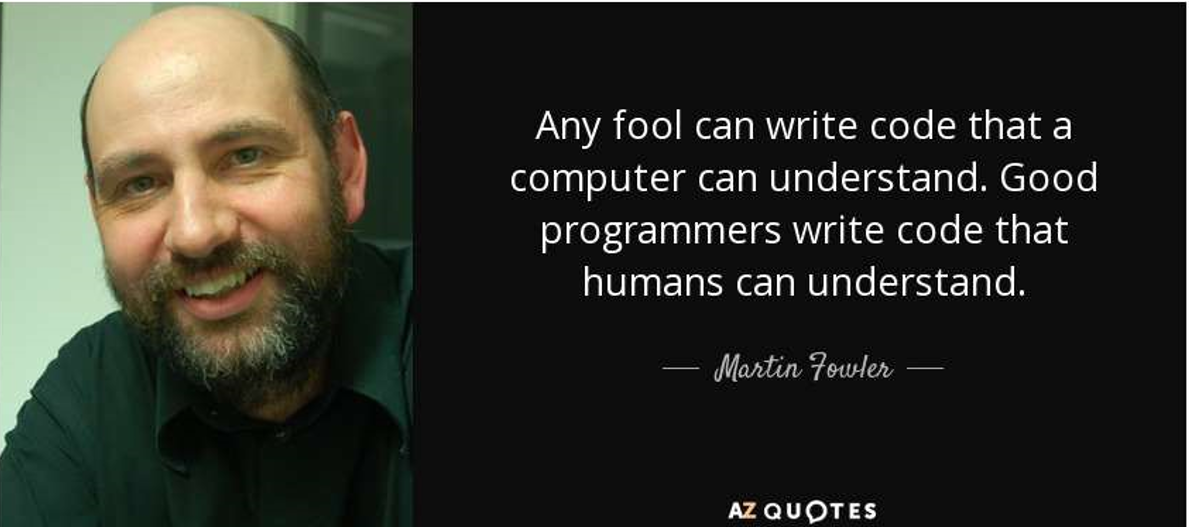 Any fool can write code that a
computer can understand. Good
programmers write code that
humans can understand.
Martin Fowler
AZ QUOTES